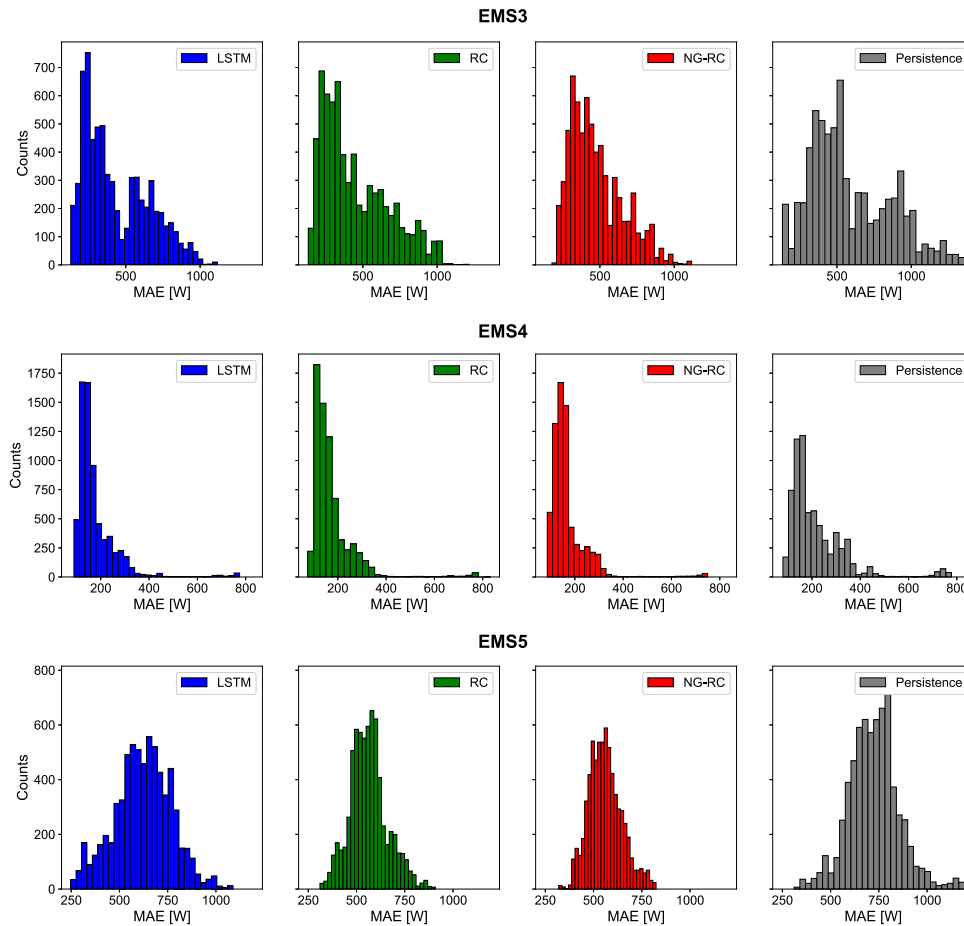 EMS3
LSTM
RC
NG-RC
Persistence
Counts
700
600
500
400
300
200
100
0
500 1000
500 1000
500 1000
500 1000
MAE [W]
MAE [W]
MAE [W]
MAE [W]
EMS4
LSTM
RC
NG-RC
Persistence
Counts
1750
1500
1250
1000
750
500
250
0
200 400 600 800
200 400 600 800
200 400 600 800
200 400 600 800
MAE [W]
MAE [W]
MAE [W]
MAE [W]
EMS5
LSTM
RC
NG-RC
Persistence
Counts
800
600
400
200
0
250 500 750 1000
250 500 750 1000
250 500 750 1000
250 500 750 1000
MAE [W]
MAE [W]
MAE [W]
MAE [W]